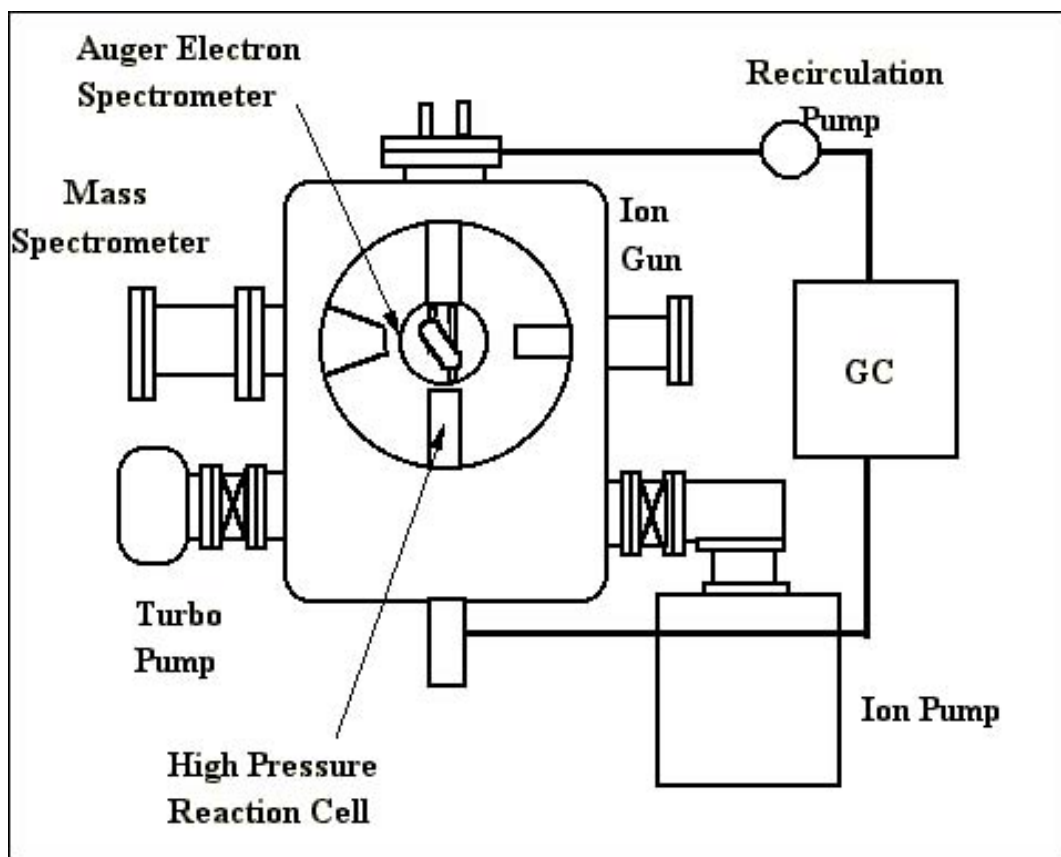 Auger Electron
Spectrometer
Recirculation
Pump
Mass
Spectrometer
Ion
Gun
GC
Turbo
Pump
Ion Pump
High Pressure
Reaction Cell